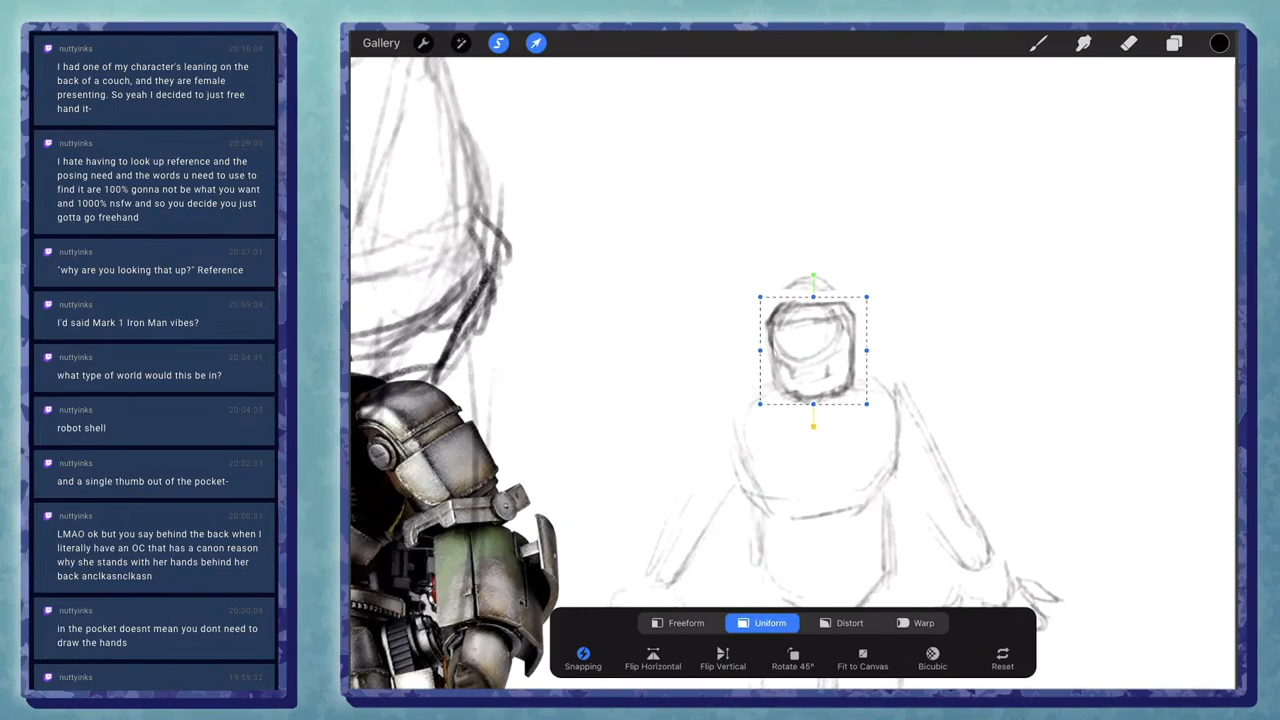 nuttyinks 20:10:08
I had one of my character's leaning on the
back of a couch, and they are female
presenting. So yeah I decided to just free
hand it-
nuttyinks 20:09:00
I hate having to look up reference and the
posing need and the words u need to use to
find it are 100% gonna not be what you want
and 1000% nsfw and so you decide you just
gotta go freehand
nuttyinks 20:07:01
"why are you looking that up?" Reference
nuttyinks 20:05:08
I'd said Mark 1 Iron Man vibes?
nuttyinks 20:04:31
what type of world would this be in?
nuttyinks 20:04:05
robot shell
nuttyinks 20:02:33
and a single thumb out of the pocket-
nuttyinks 20:00:31
LMAO ok but you say behind the back when I
literally have an OC that has a canon reason
why she stands with her hands behind her
back anclkasnclkasn
nuttyinks 20:00:08
in the pocket doesnt mean you dont need to
draw the hands
nuttyinks 19:59:32
Gallery
Freeform Uniform Distort Warp
Snapping Flip Horizontal Flip Vertical Rotate 45° Fit to Canvas Bicubic Reset